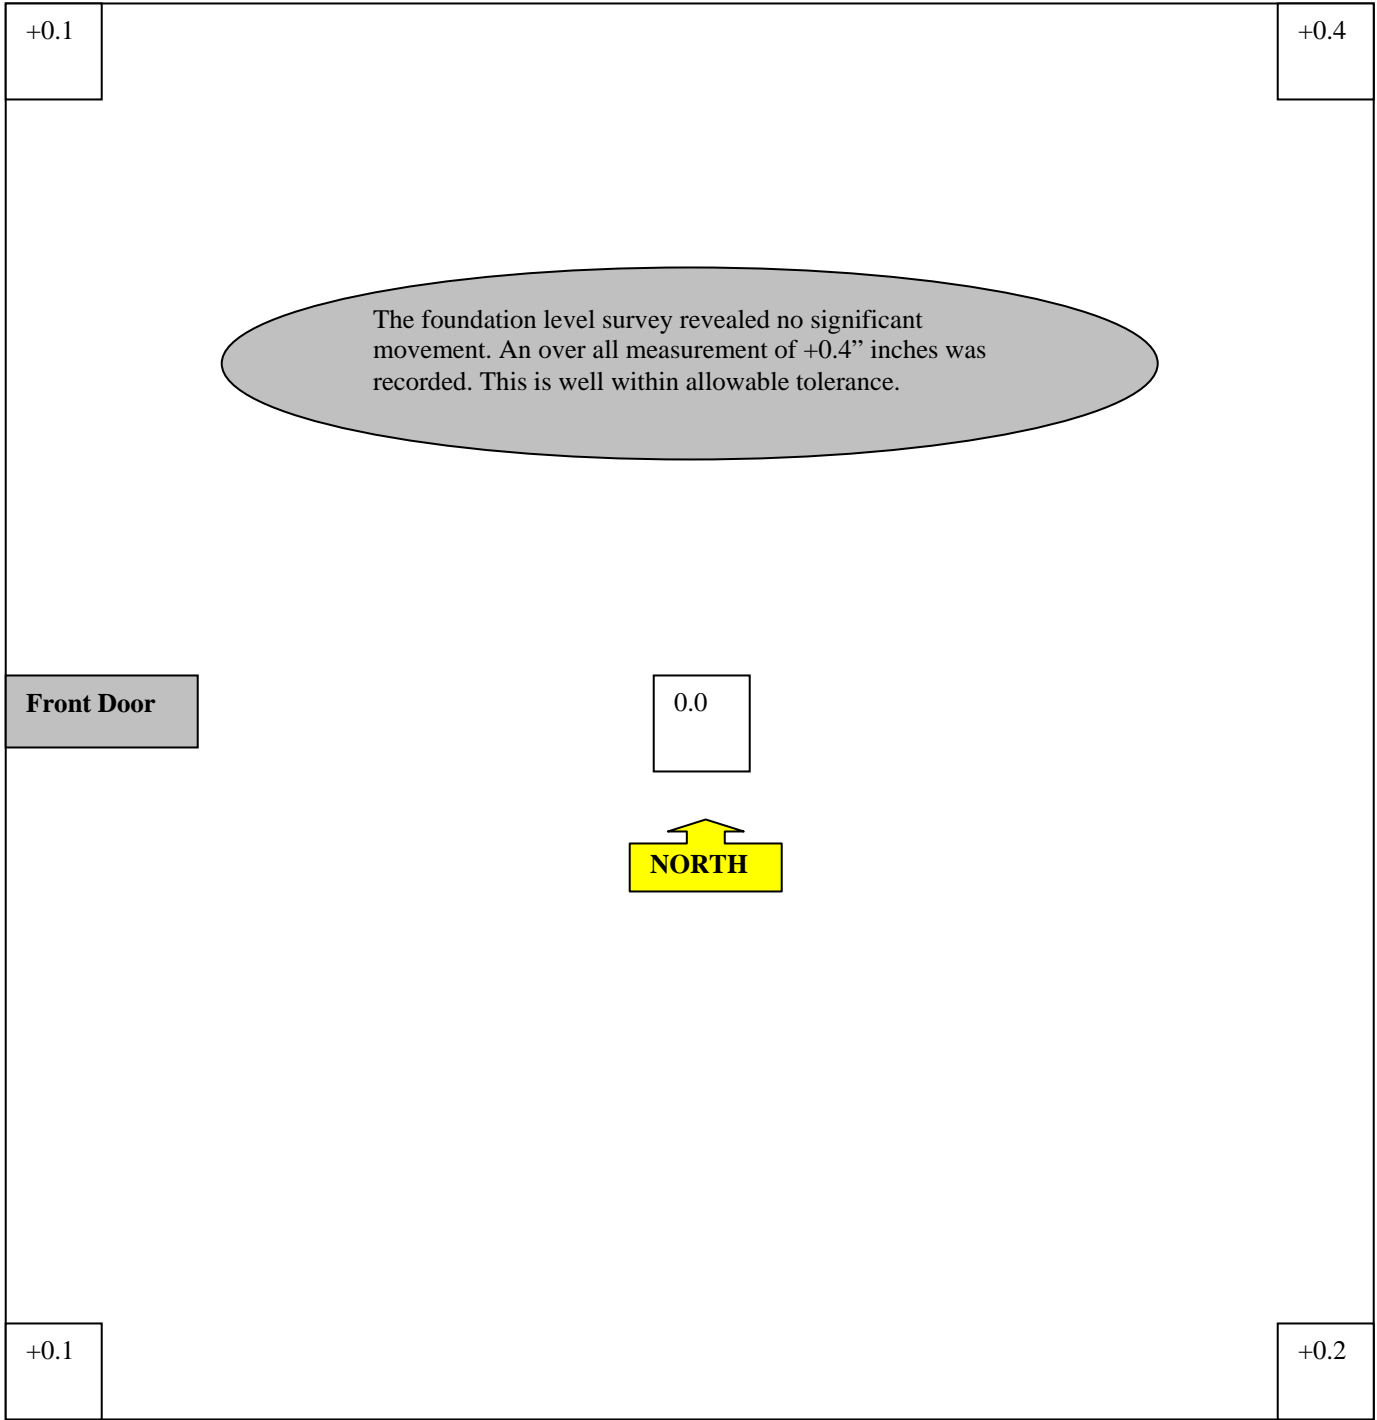 +0.1
+0.4
The foundation level survey revealed no significant
movement. An over all measurement of +0.4” inches was
recorded. This is well within allowable tolerance.
Front Door
0.0
NORTH
+0.1
+0.2